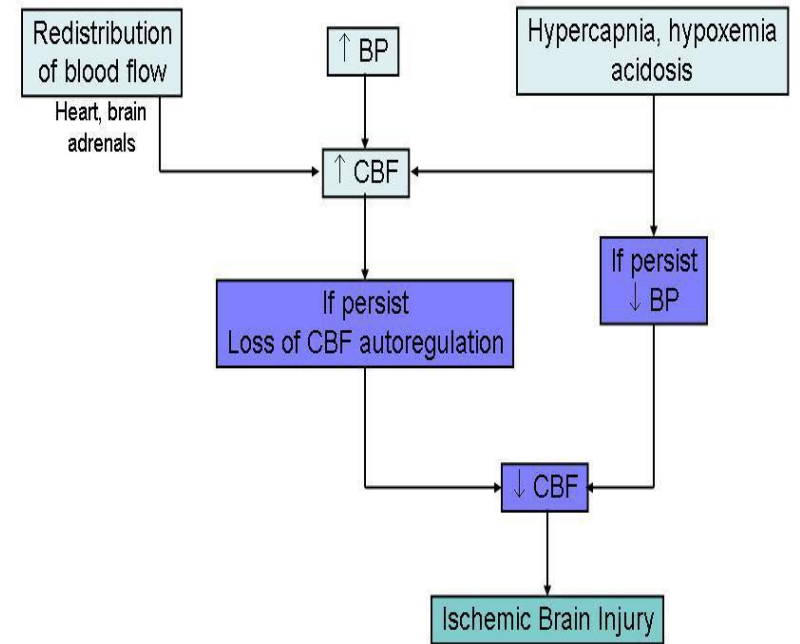 Redistribution
of blood flow
Heart, brain
adrenals
↑ BP
Hypercapnia, hypoxemia
acidosis
↑ CBF
If persist
↓ BP
If persist
Loss of CBF autoregulation
↓ CBF
Ischemic Brain Injury